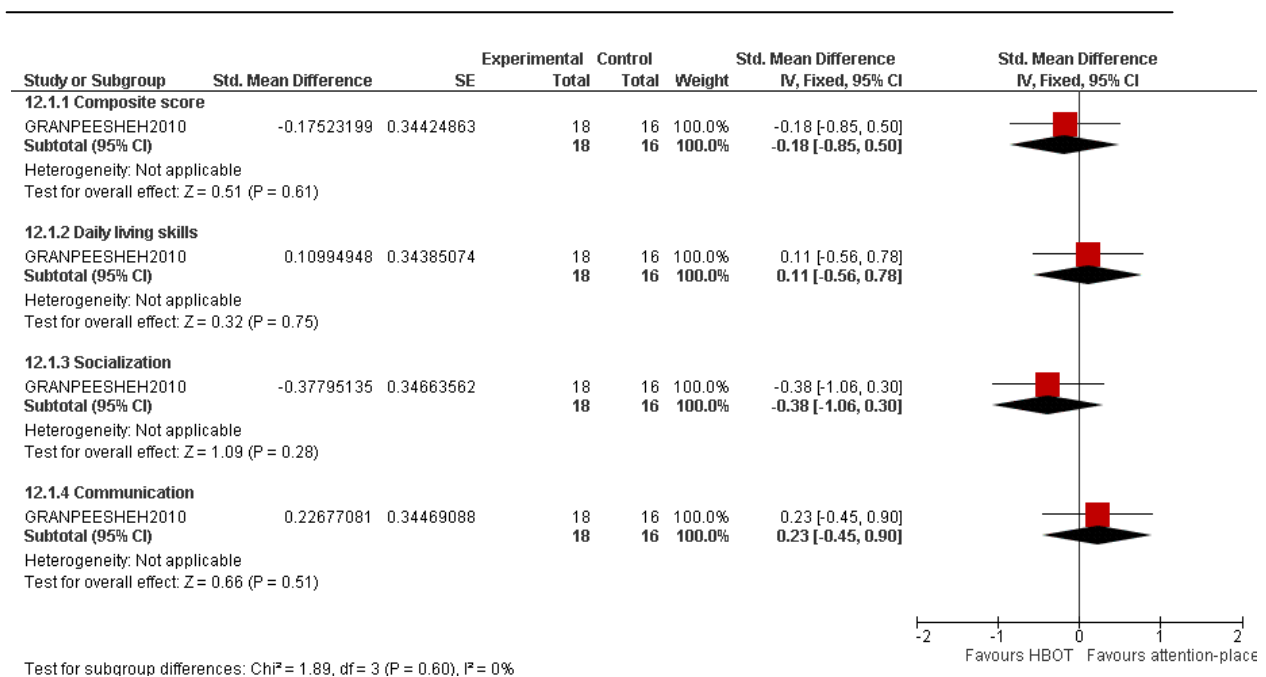 Experimental Control Std. Mean Difference Std. Mean Difference
Study or Subgroup Std. Mean Difference SE Total Total Weight IV, Fixed, 95% CI IV, Fixed, 95% CI
12.1.1 Composite score
GRANPEESHEH2010 -0.17523199 0.34424863 18 16 100.0% -0.18 [-0.85, 0.50]
Subtotal (95% CI) 18 16 100.0% -0.18 [-0.85, 0.50]
Heterogeneity: Not applicable
Test for overall effect: Z = 0.51 (P = 0.61)
12.1.2 Daily living skills
GRANPEESHEH2010 0.10994948 0.34385074 18 16 100.0% 0.11 [-0.56, 0.78]
Subtotal (95% CI) 18 16 100.0% 0.11 [-0.56, 0.78]
Heterogeneity: Not applicable
Test for overall effect: Z = 0.32 (P = 0.75)
12.1.3 Socialization
GRANPEESHEH2010 -0.37795135 0.34663562 18 16 100.0% -0.38 [-1.06, 0.30]
Subtotal (95% CI) 18 16 100.0% -0.38 [-1.06, 0.30]
Heterogeneity: Not applicable
Test for overall effect: Z = 1.09 (P = 0.28)
12.1.4 Communication
GRANPEESHEH2010 0.22677081 0.34469088 18 16 100.0% 0.23 [-0.45, 0.90]
Subtotal (95% CI) 18 16 100.0% 0.23 [-0.45, 0.90]
Heterogeneity: Not applicable
Test for overall effect: Z = 0.66 (P = 0.51)
-2 -1 0 1 2
Favours HBOT Favours attention-place
Test for subgroup differences: Chi² = 1.89, df = 3 (P = 0.60), I² = 0%